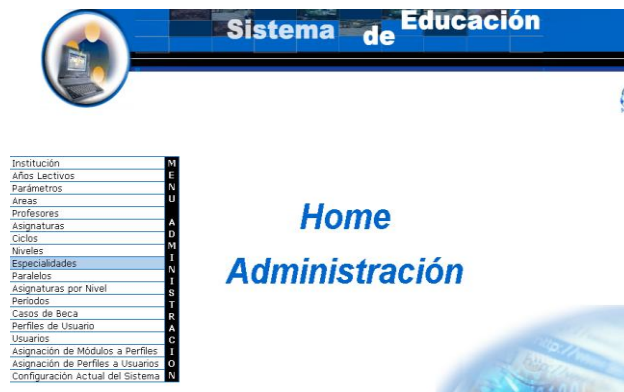 Sistema de Educación
Institución
Años Lectivos
Parámetros
Areas
Profesores
Asignaturas
Ciclos
Niveles
Especialidades
Paralelos
Asignaturas por Nivel
Períodos
Casos de Beca
Perfiles de Usuario
Usuarios
Asignación de Módulos a Perfiles
Asignación de Perfiles a Usuarios
Configuración Actual del Sistema
MENU ADMINISTRACION
Home
Administración